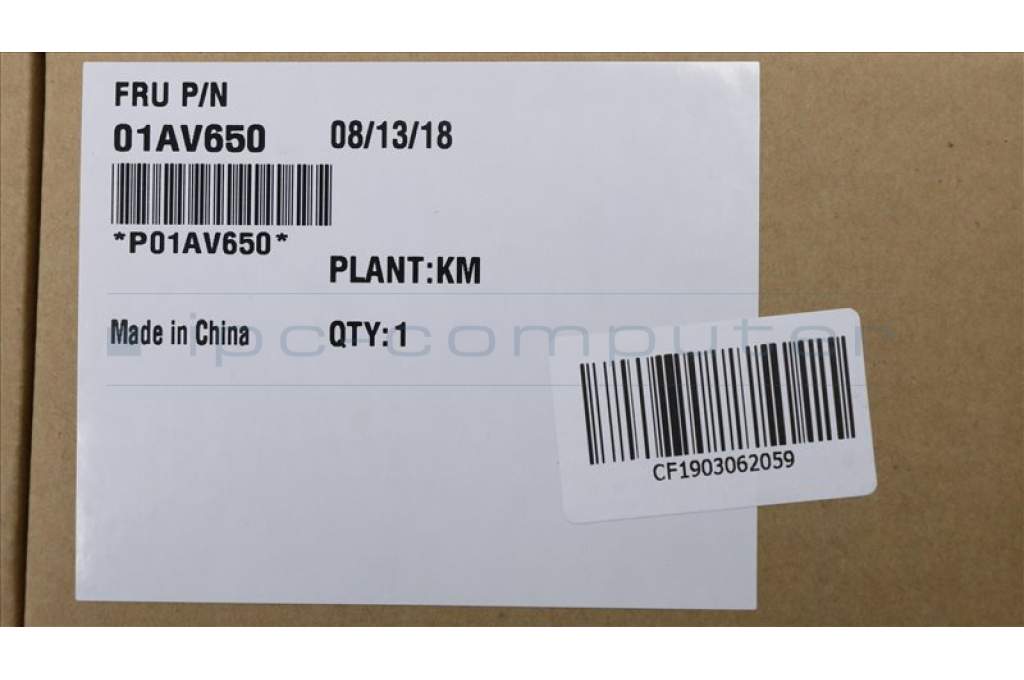 FRU P/N
01AV650 08/13/18
*P01AV650*
PLANT:KM
Made in China QTY: 1
ipc-computer
CF1903062059